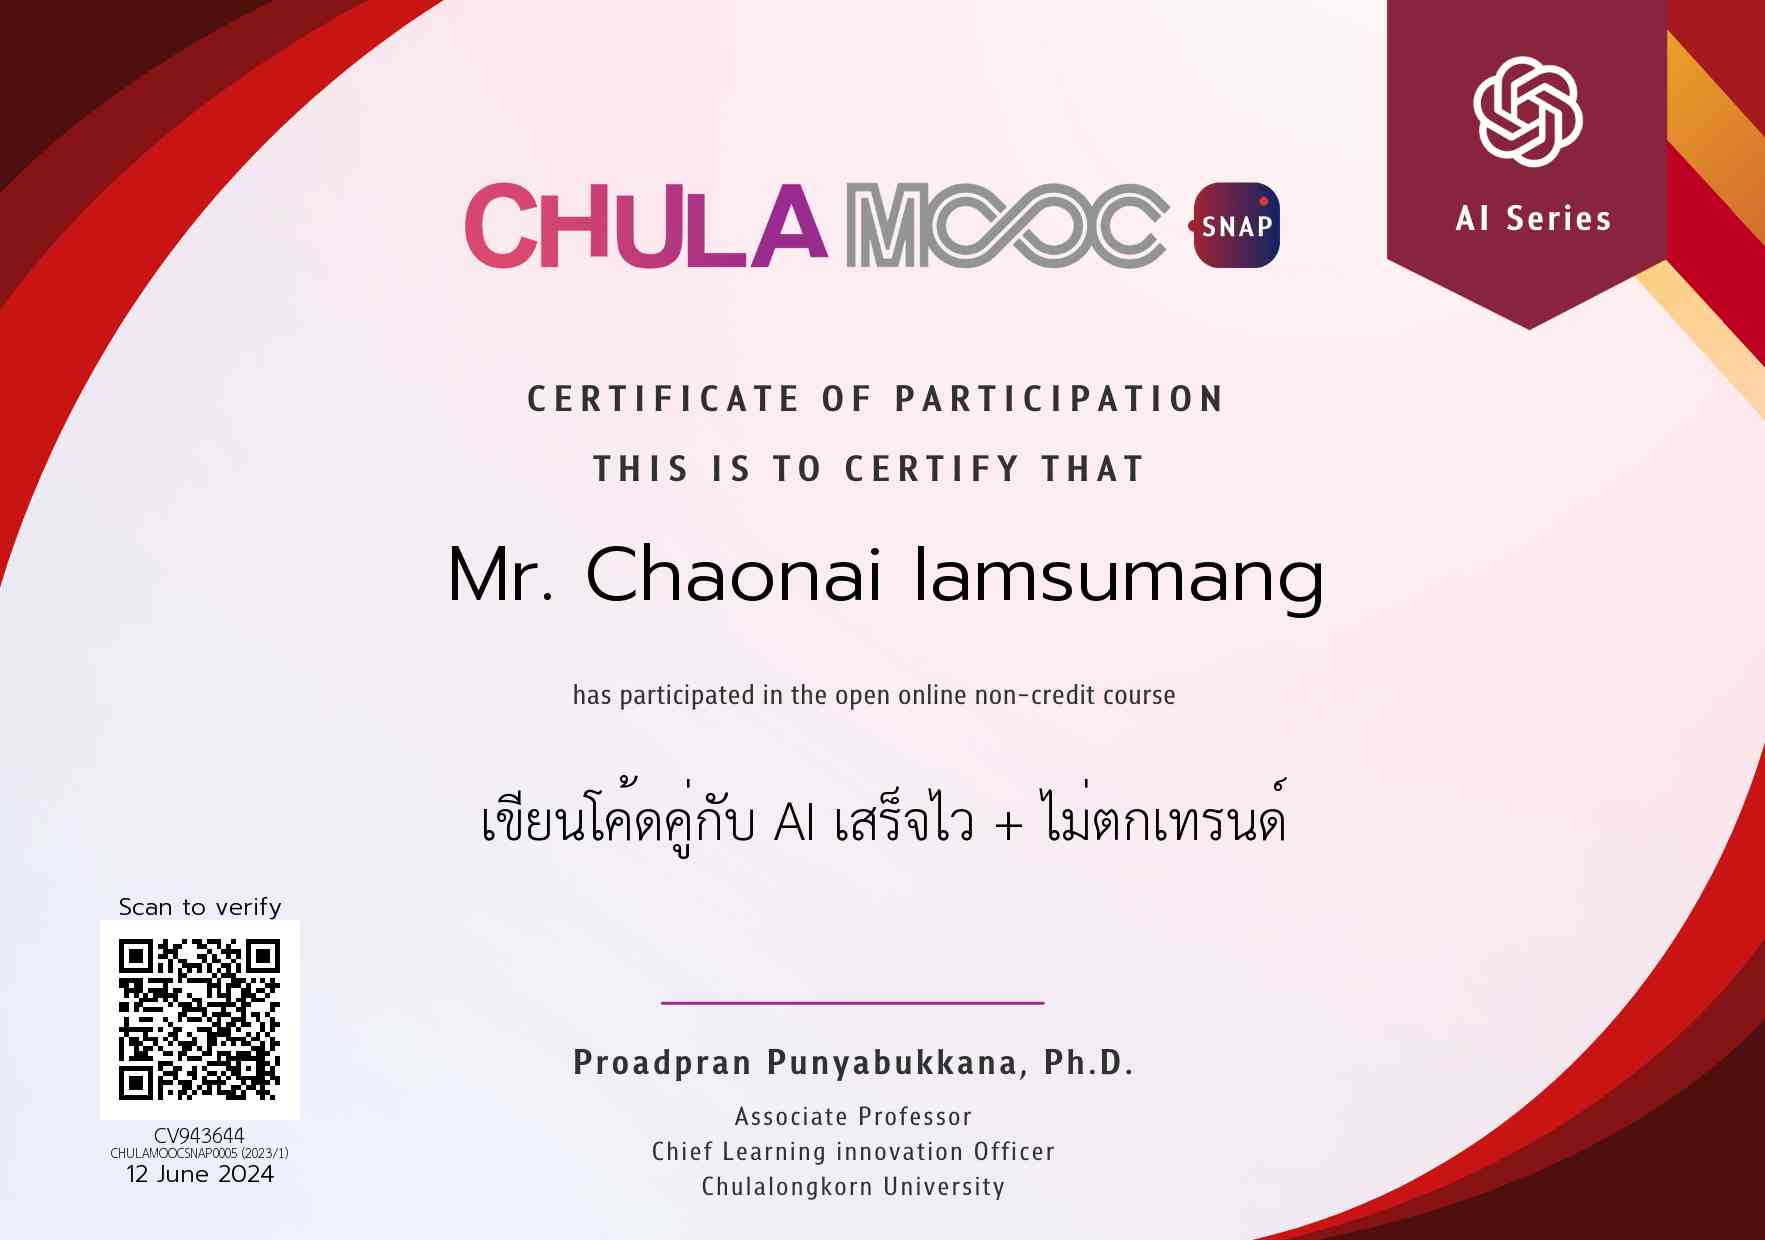 AI Series
CHULA MOOC SNAP
CERTIFICATE OF PARTICIPATION
THIS IS TO CERTIFY THAT
Mr. Chaonai Iamsumang
has participated in the open online non-credit course
เขียนโค้ดคู่กับ AI เสร็จไว + ไม่ตกเทรนด์
Scan to verify
CV943644
CHULAMOOCSNAP0005 (2023/1)
12 June 2024
Proadpran Punyabukkana, Ph.D.
Associate Professor
Chief Learning innovation Officer
Chulalongkorn University